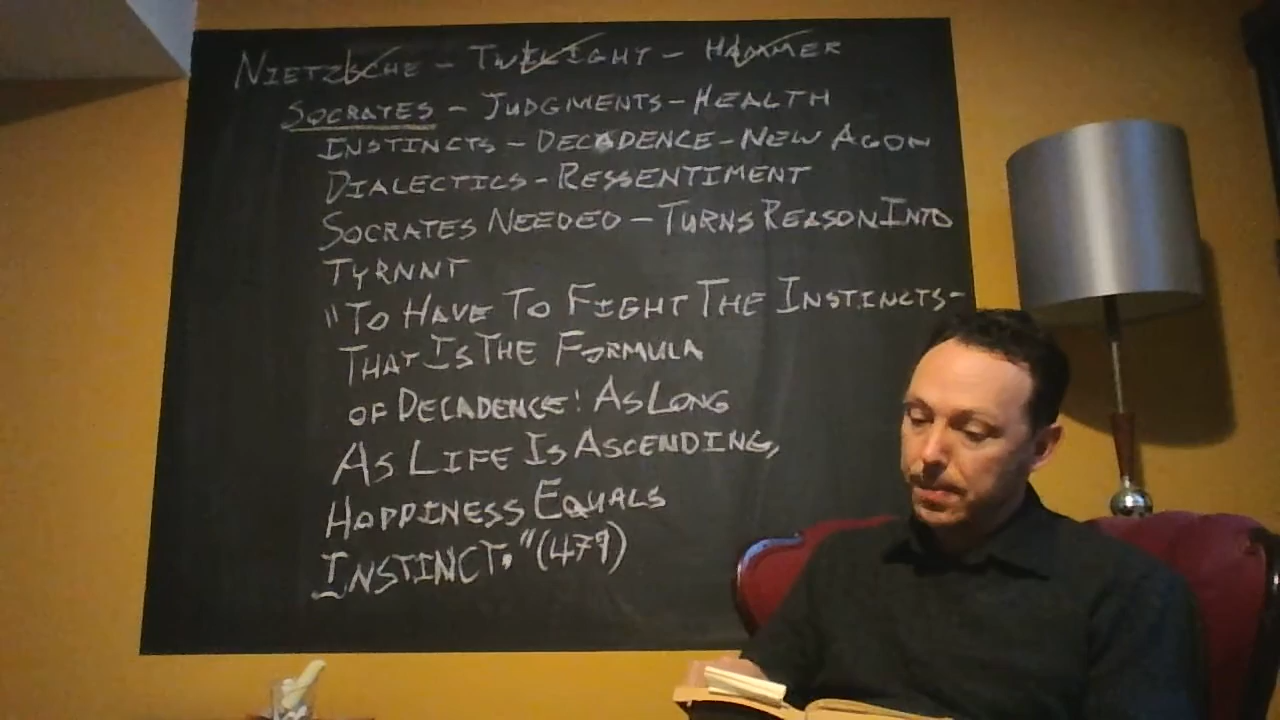 NIETZSCHE - TWILIGHT - HAMMER
SOCRATES - JUDGMENTS - HEALTH
INSTINCTS - DECADENCE - NEW AGON
DIALECTICS - RESSENTIMENT
SOCRATES NEEDED - TURNS REASON INTO
TYRNNT
"TO HAVE TO FIGHT THE INSTINCTS-
THAT IS THE FORMULA
OF DECADENCE: AS LONG
AS LIFE IS ASCENDING,
HAPPINESS EQUALS
INSTINCT." (479)